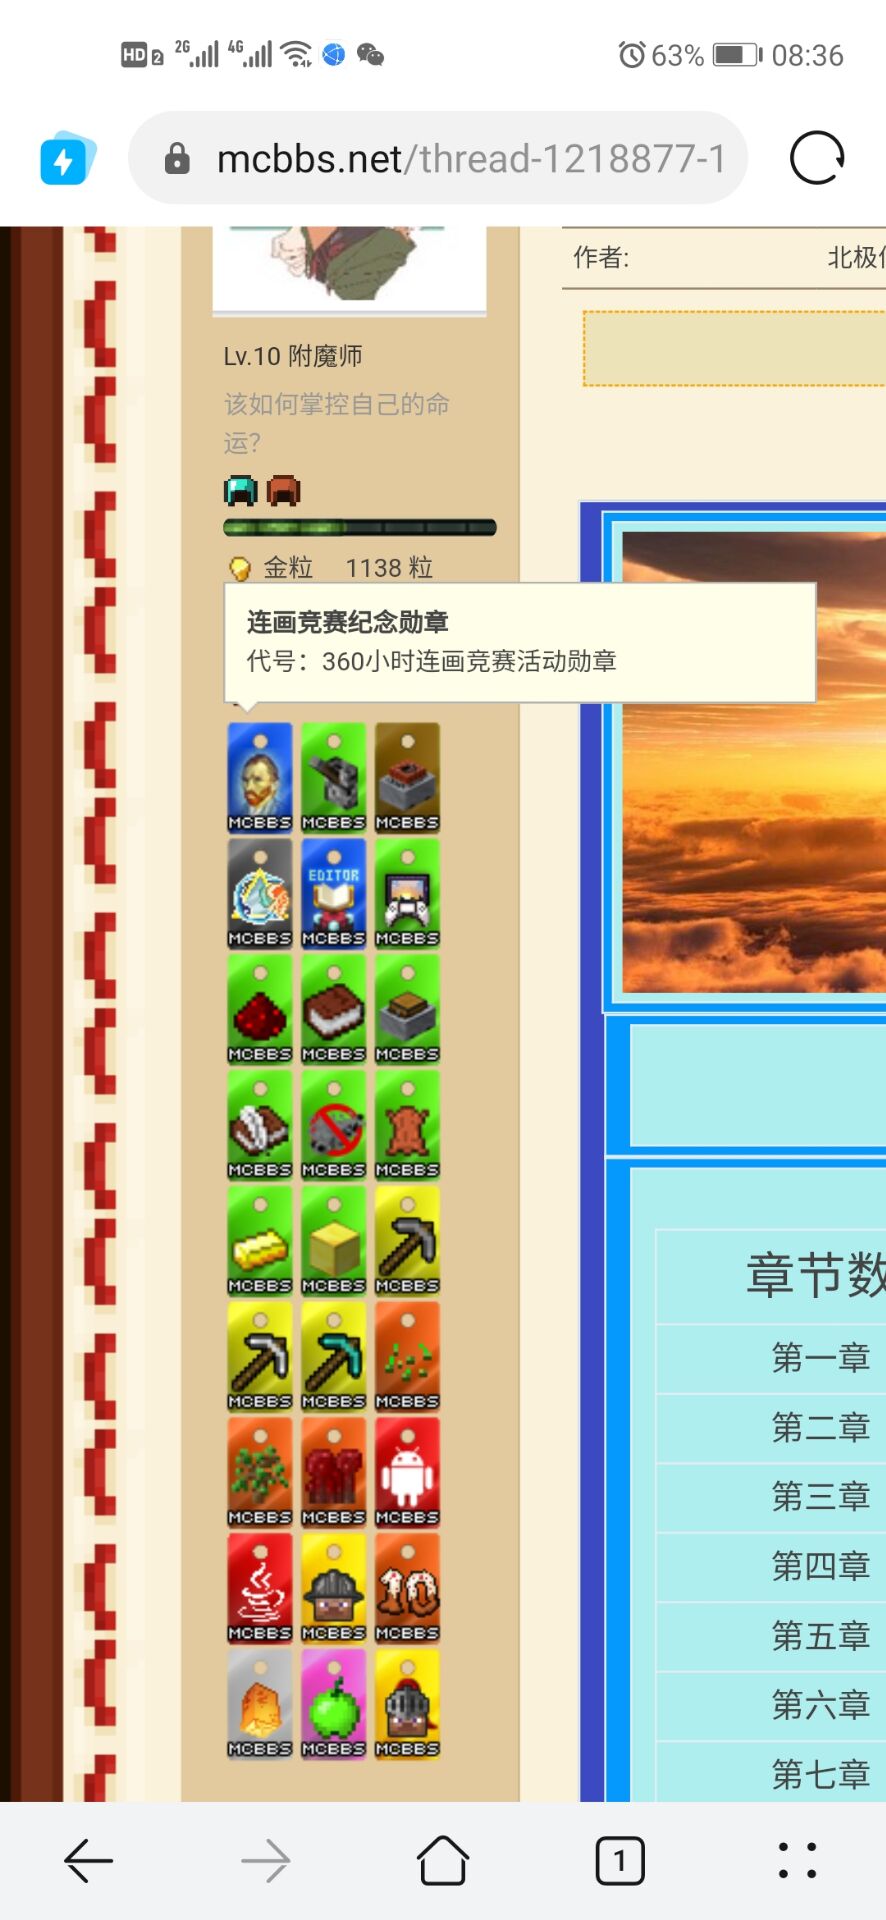 HD 2 2G 4G 63% 08:36
mcbbs.net/thread-1218877-1
作者:
Lv.10 附魔师
该如何掌控自己的命
运?
金粒 1138 粒
连画竞赛纪念勋章
代号：360小时连画竞赛活动勋章
MCBBS MCBBS MCBBS
EDITOR
MCBBS MCBBS MCBBS
MCBBS MCBBS MCBBS
MCBBS MCBBS MCBBS
MCBBS MCBBS MCBBS
MCBBS MCBBS MCBBS
MCBBS MCBBS MCBBS
10
MCBBS MCBBS MCBBS
MCBBS MCBBS MCBBS
北极
章节数
第一章
第二章
第三章
第四章
第五章
第六章
第七章
1